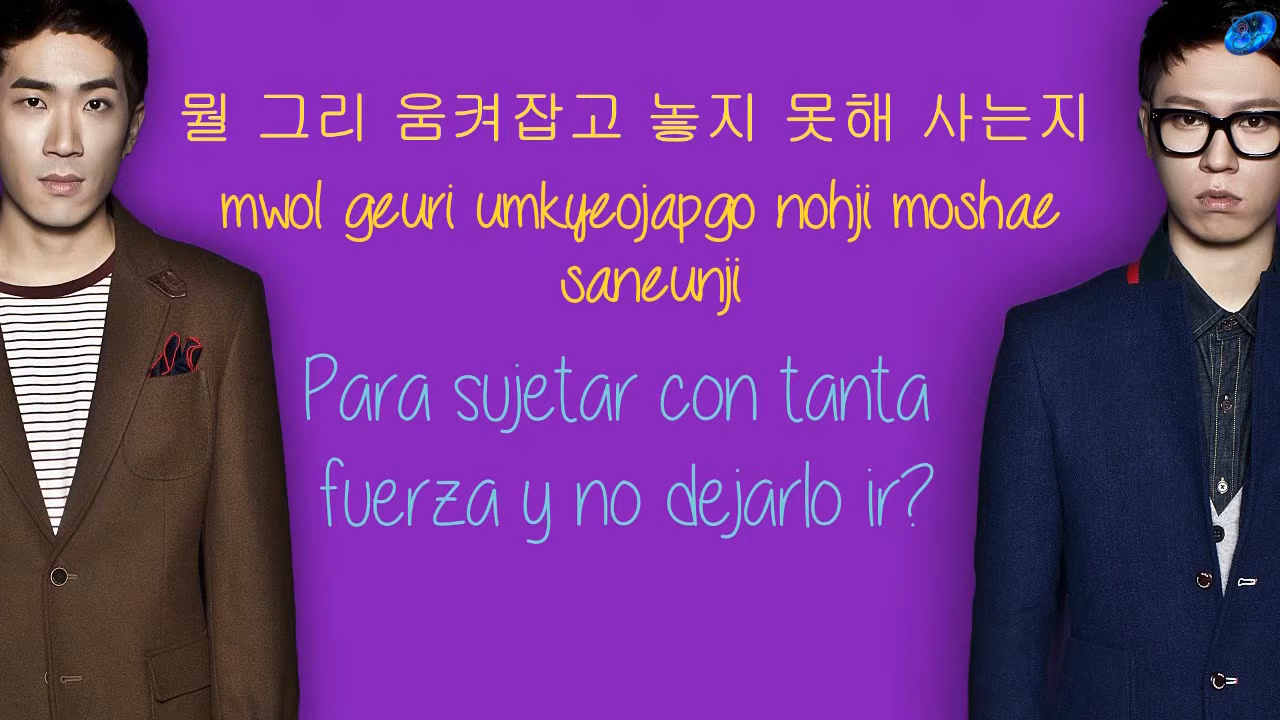 뭘 그리 움켜잡고 놓지 못해 사는지
mwol geuri umkyeojapgo nohji moshae
saneunji
Para sujetar con tanta
fuerza y no dejarlo ir?